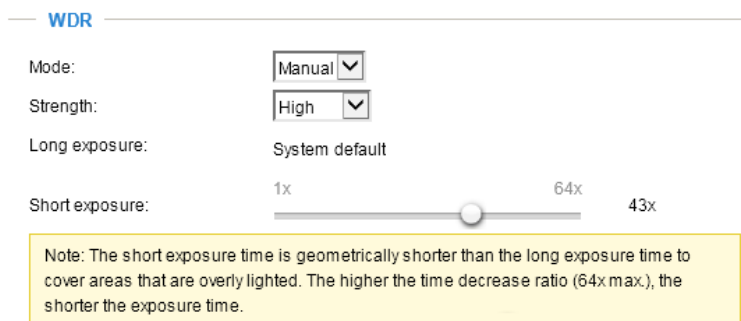 WDR
Mode: Manual
Strength: High
Long exposure: System default
1x 64x
Short exposure: 43x
Note: The short exposure time is geometrically shorter than the long exposure time to
cover areas that are overly lighted. The higher the time decrease ratio (64x max.), the
shorter the exposure time.